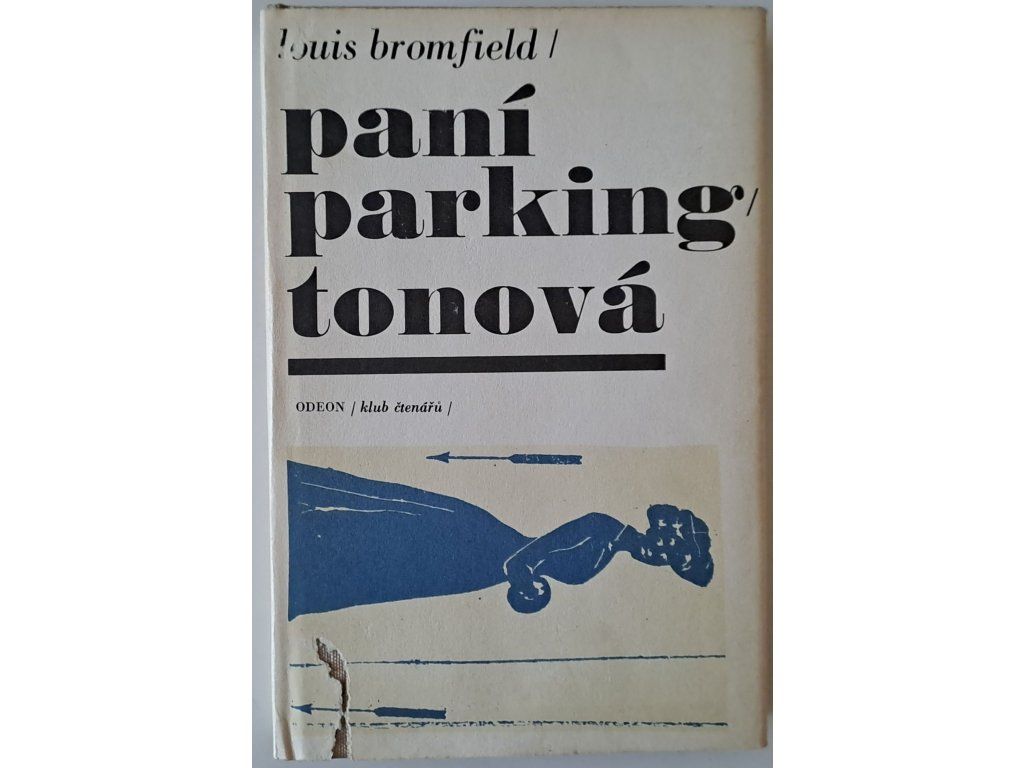 louis bromfield /
paní
parking/
tonová
ODEON / klub čtenářů /